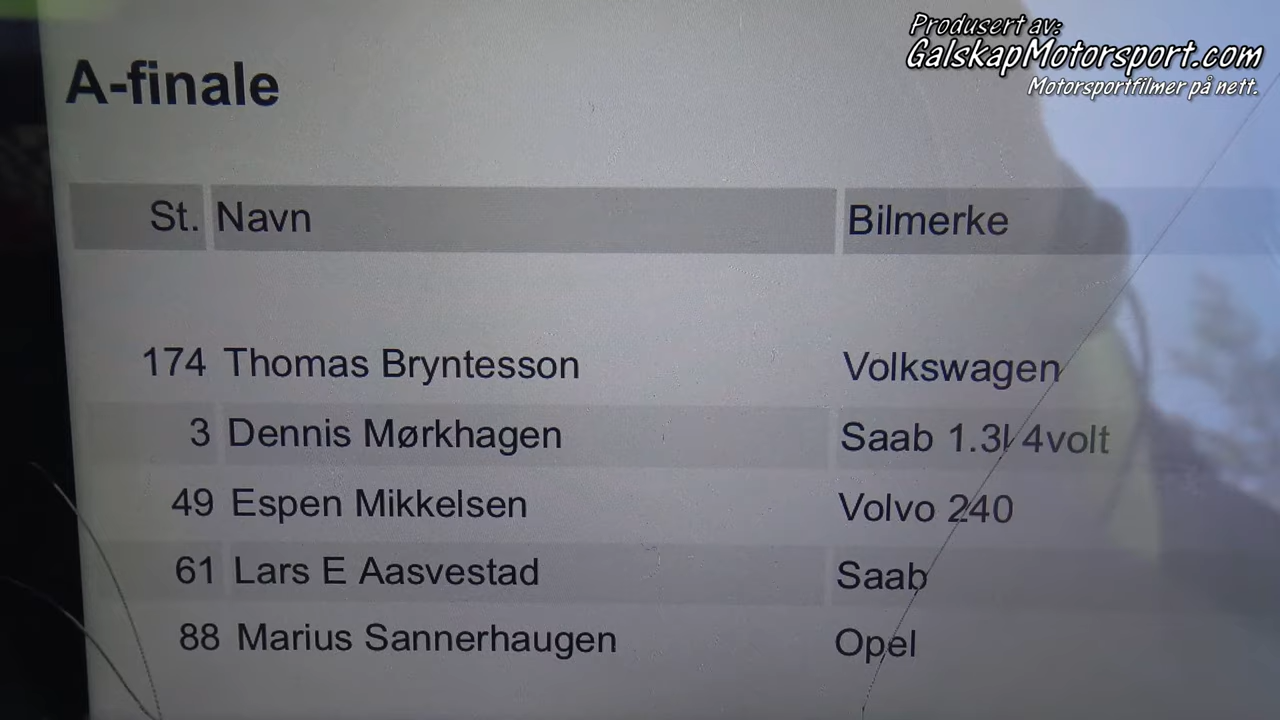 Produsert av:
GalskapMotorsport.com
Motorsportfilmer på nett.
A-finale
St. Navn Bilmerke
174 Thomas Bryntesson Volkswagen
3 Dennis Mørkhagen Saab 1.3l 4volt
49 Espen Mikkelsen Volvo 240
61 Lars E Aasvestad Saab
88 Marius Sannerhaugen Opel